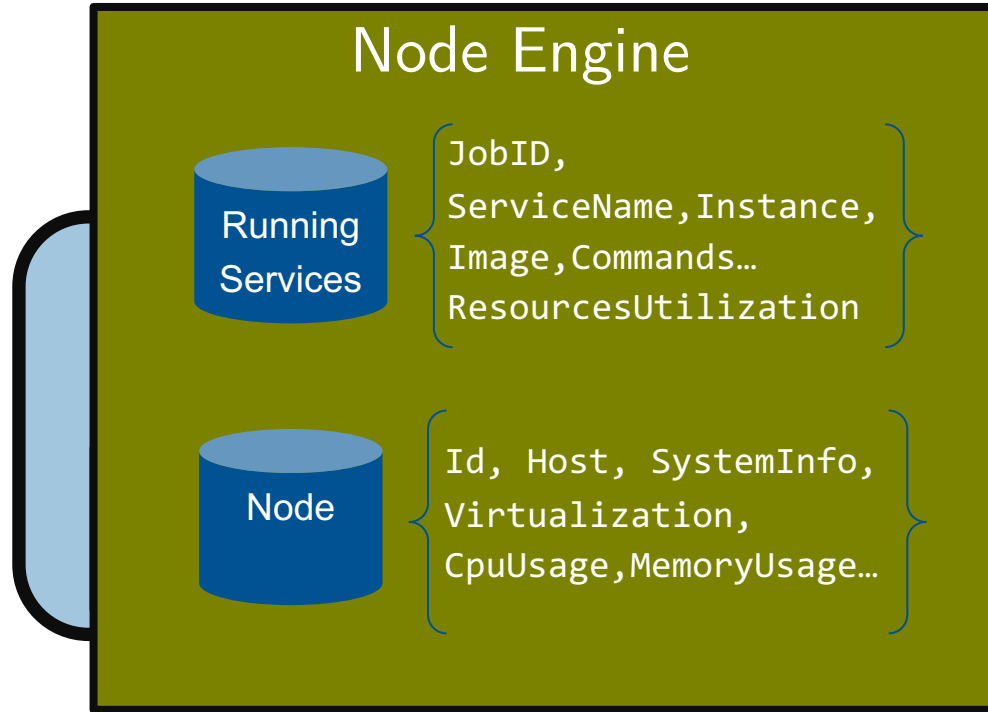 Node Engine
Running
Services
JobID,
ServiceName,Instance,
Image,Commands…
ResourcesUtilization
Node
Id, Host, SystemInfo,
Virtualization,
CpuUsage,MemoryUsage…